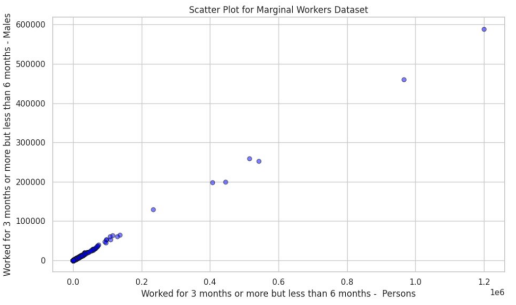 Scatter Plot for Marginal Workers Dataset
Worked for 3 months or more but less than 6 months - Males
600000
500000
400000
300000
200000
100000
0
0.0 0.2 0.4 0.6 0.8 1.0 1.2
1e6
Worked for 3 months or more but less than 6 months -  Persons